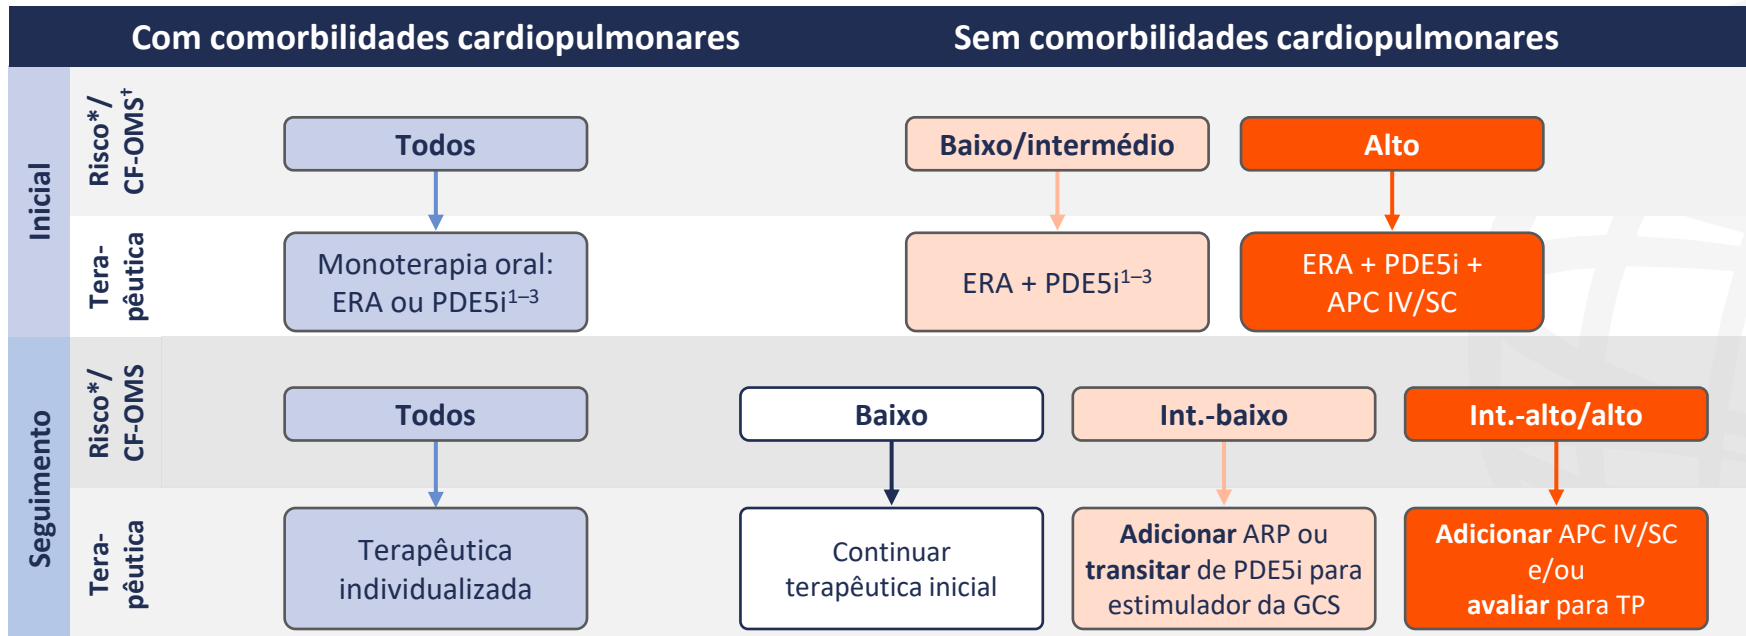 Com comorbilidades cardiopulmonares
Sem comorbilidades cardiopulmonares
Inicial
Risco*/
CF-OMS†
Todos
Baixo/intermédio
Alto
Tera-
pêutica
Monoterapia oral:
ERA ou PDE5i1–3
ERA + PDE5i1–3
ERA + PDE5i +
APC IV/SC
Seguimento
Risco*/
CF-OMS
Todos
Baixo
Int.-baixo
Int.-alto/alto
Tera-
pêutica
Terapêutica
individualizada
Continuar
terapêutica inicial
Adicionar ARP ou
transitar de PDE5i para
estimulador da GCS
Adicionar APC IV/SC
e/ou
avaliar para TP